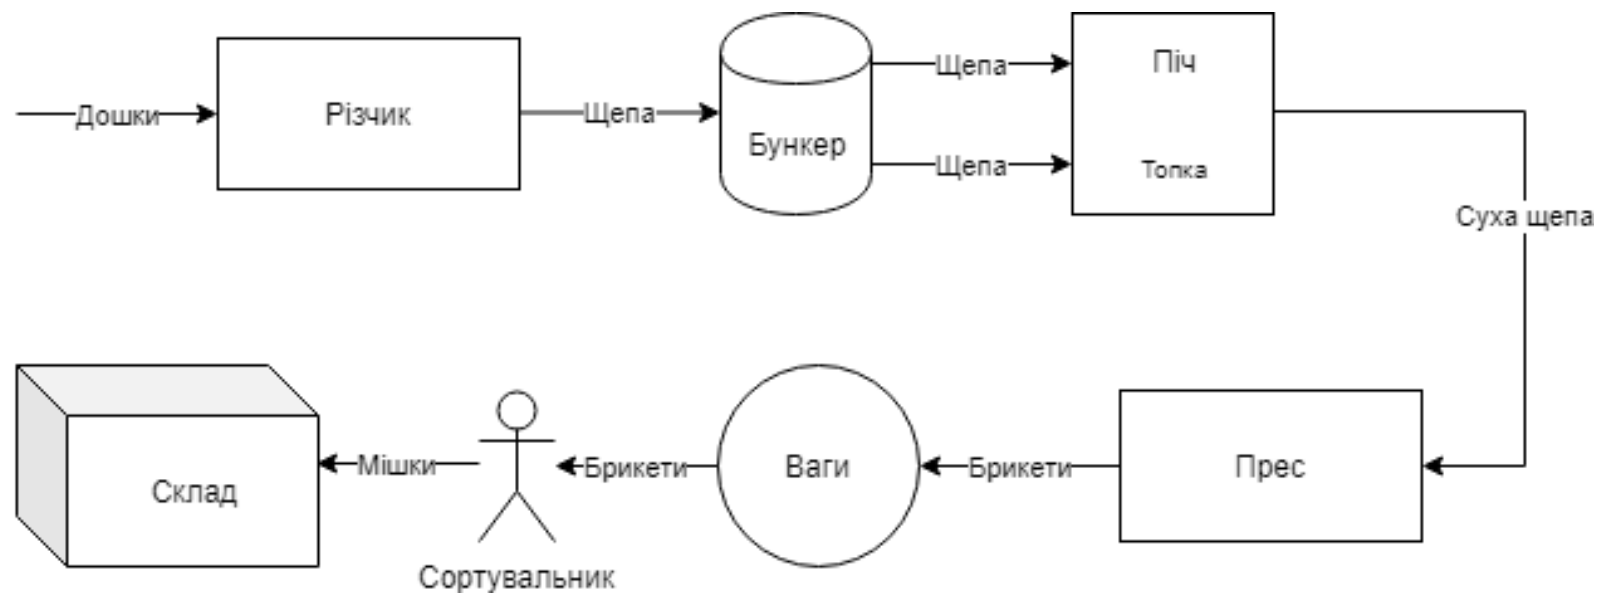 Дошки
Різчик
Щепа
Бункер
Щепа
Щепа
Піч
Топка
Суха щепа
Прес
Брикети
Ваги
Брикети
Сортувальник
Мішки
Склад